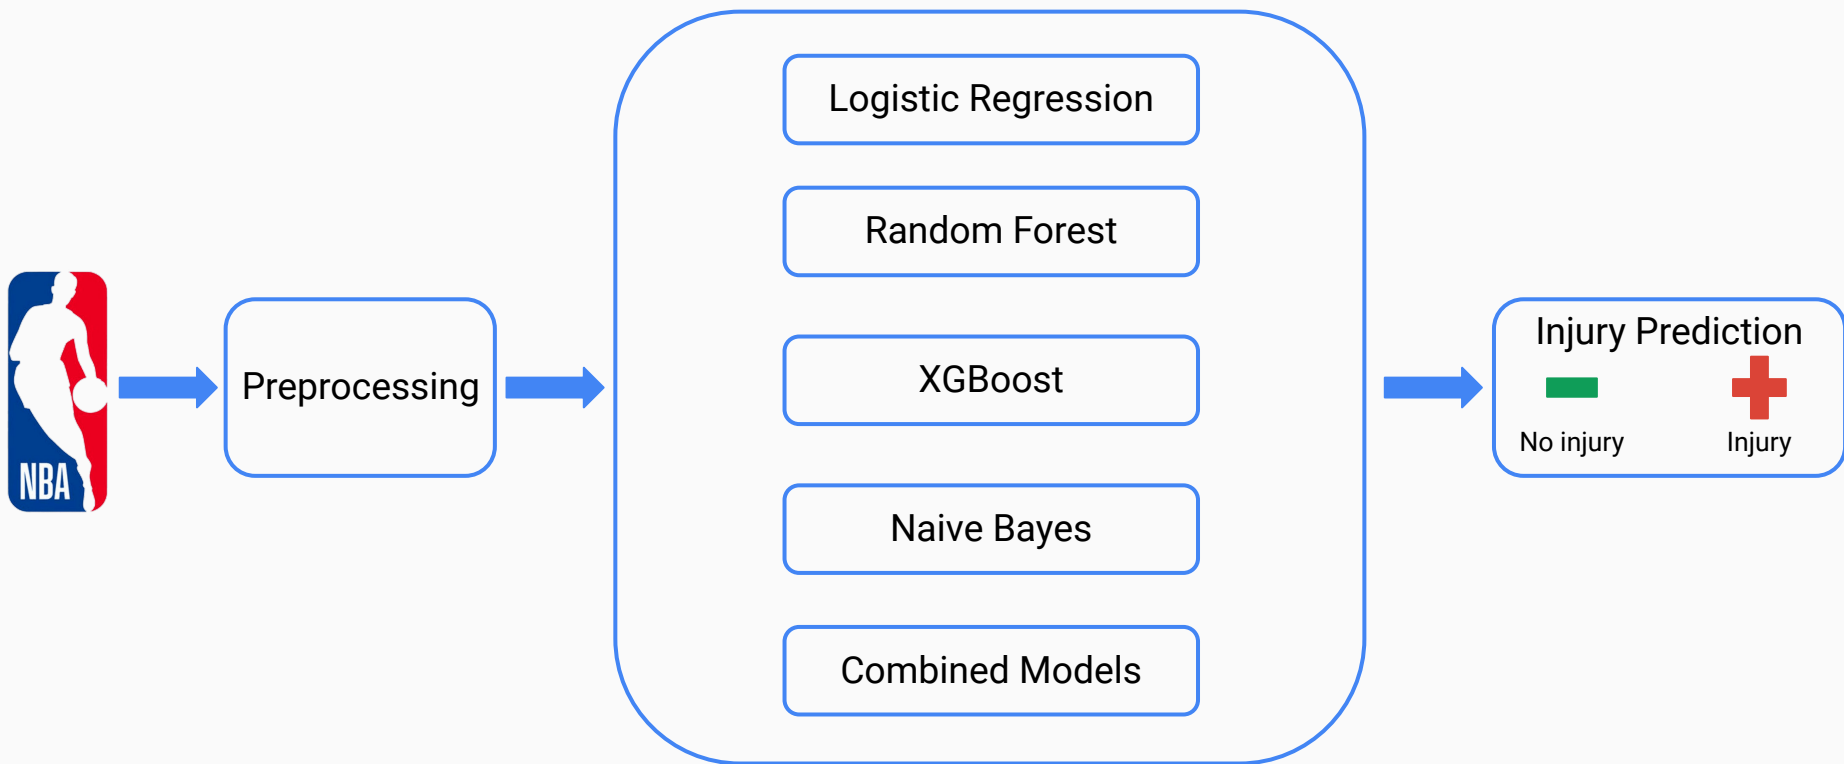 NBA
Preprocessing
Logistic Regression
Random Forest
XGBoost
Naive Bayes
Combined Models
Injury Prediction
No injury
Injury